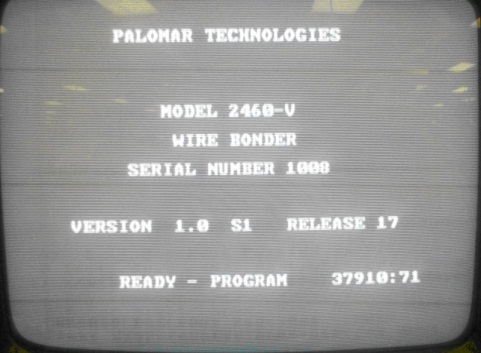 PALOMAR TECHNOLOGIES
MODEL 2460-V
WIRE BONDER
SERIAL NUMBER 1008
VERSION 1.0 S1 RELEASE 17
READY - PROGRAM 37910:71